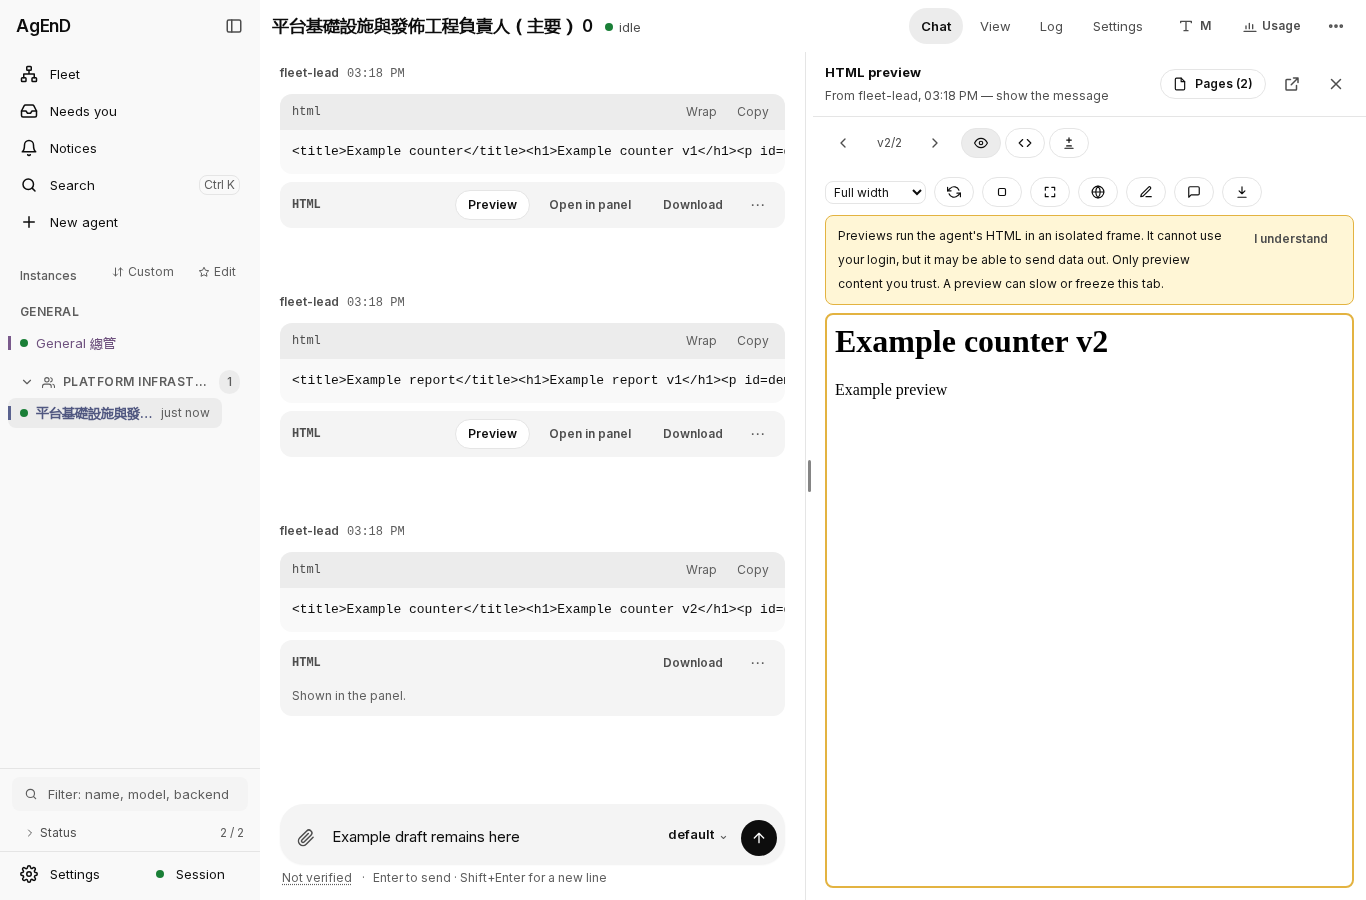 AgEnD
Fleet
Needs you
Notices
Search
Ctrl K
New agent
Instances
Custom
Edit
GENERAL
General 總管
PLATFORM INFRAST…
1
平台基礎設施與發…
just now
Filter: name, model, backend
Status
2 / 2
Settings
Session
平台基礎設施與發佈工程負責人（主要）0
idle
Chat
View
Log
Settings
M
Usage
fleet-lead 03:18 PM
html
Wrap
Copy
<title>Example counter</title><h1>Example counter v1</h1><p id=
HTML
Preview
Open in panel
Download
fleet-lead 03:18 PM
html
Wrap
Copy
<title>Example report</title><h1>Example report v1</h1><p id=de
HTML
Preview
Open in panel
Download
fleet-lead 03:18 PM
html
Wrap
Copy
<title>Example counter</title><h1>Example counter v2</h1><p id=
HTML
Download
Shown in the panel.
Example draft remains here
default
Not verified · Enter to send · Shift+Enter for a new line
HTML preview
From fleet-lead, 03:18 PM — show the message
Pages (2)
v2/2
Full width
Previews run the agent's HTML in an isolated frame. It cannot use
your login, but it may be able to send data out. Only preview
content you trust. A preview can slow or freeze this tab.
I understand
Example counter v2
Example preview